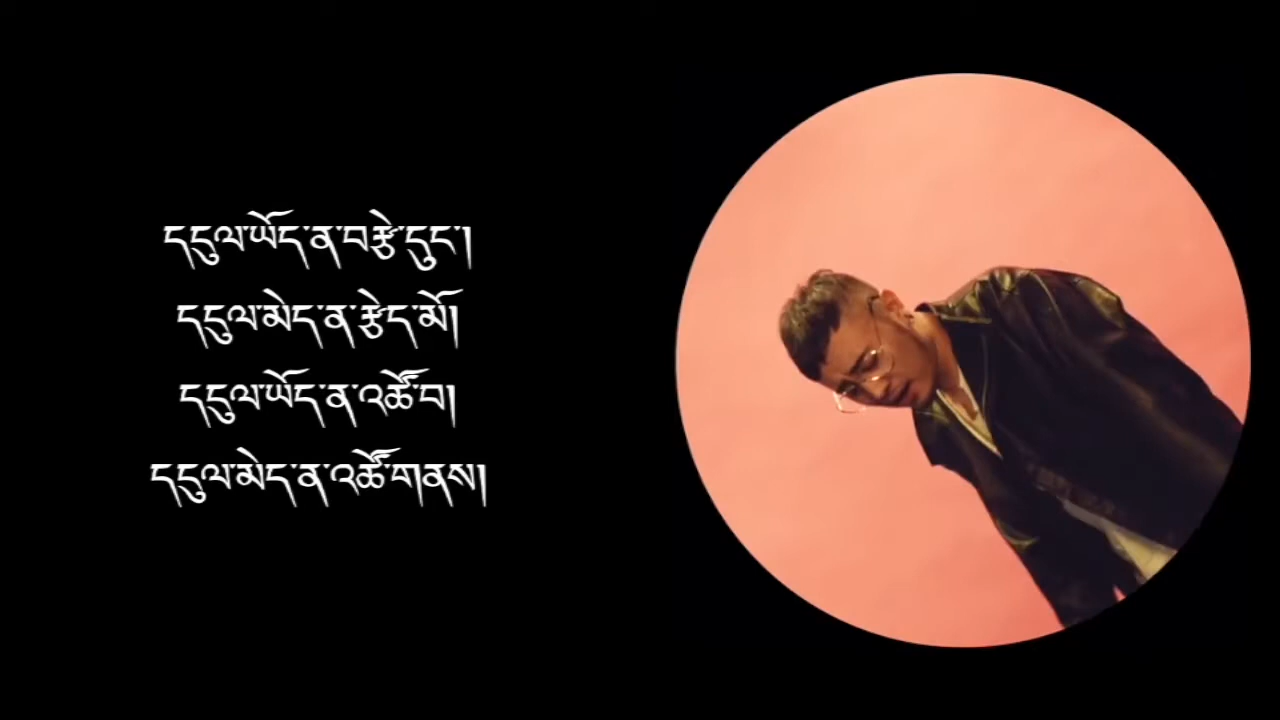 དངུལ་ཡོད་ན་བརྩེ་དུང་།
དངུལ་མེད་ན་རྩེད་མོ།
དངུལ་ཡོད་ན་འཚོ་བ།
དངུལ་མེད་ན་འཚོ་གནས།